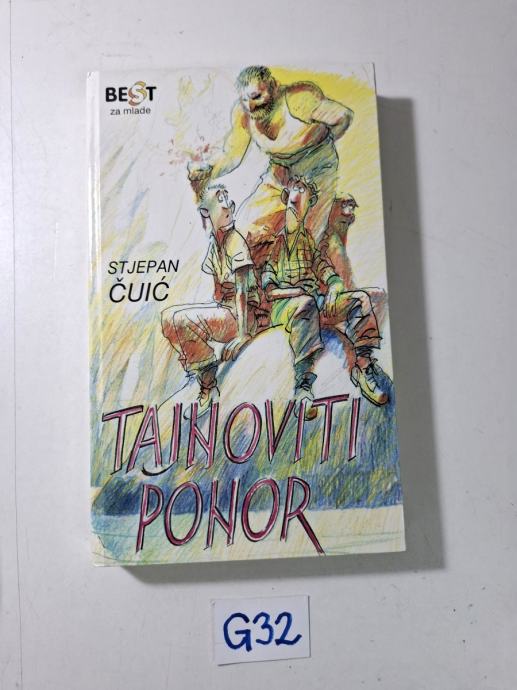 BEST
za mlade
STJEPAN
ČUIĆ
TAJNOVITI
PONOR
G32